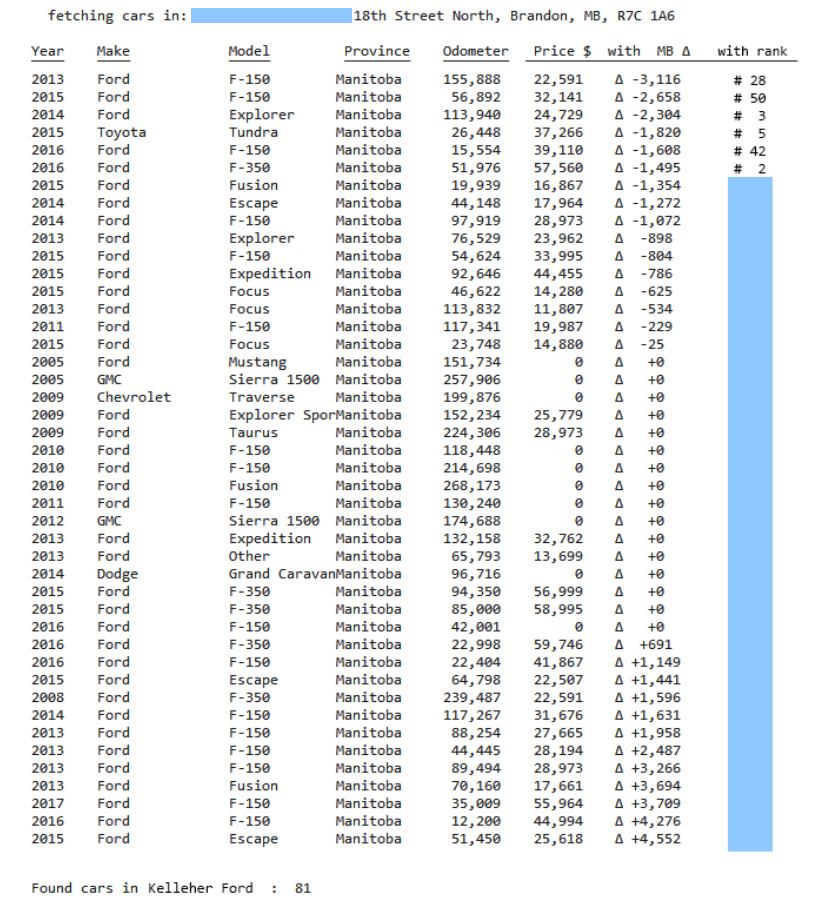 fetching cars in: 18th Street North, Brandon, MB, R7C 1A6
Year Make Model Province Odometer Price $ with MB Δ with rank
2013 Ford F-150 Manitoba 155,888 22,591 Δ -3,116 # 28
2015 Ford F-150 Manitoba 56,892 32,141 Δ -2,658 # 50
2014 Ford Explorer Manitoba 113,940 24,729 Δ -2,304 # 3
2015 Toyota Tundra Manitoba 26,448 37,266 Δ -1,820 # 5
2016 Ford F-150 Manitoba 15,554 39,110 Δ -1,608 # 42
2016 Ford F-350 Manitoba 51,976 57,560 Δ -1,495 # 2
2015 Ford Fusion Manitoba 19,939 16,867 Δ -1,354
2014 Ford Escape Manitoba 44,148 17,964 Δ -1,272
2014 Ford F-150 Manitoba 97,919 28,973 Δ -1,072
2013 Ford Explorer Manitoba 76,529 23,962 Δ -898
2015 Ford F-150 Manitoba 54,624 33,995 Δ -804
2015 Ford Expedition Manitoba 92,646 44,455 Δ -786
2015 Ford Focus Manitoba 46,622 14,280 Δ -625
2013 Ford Focus Manitoba 113,832 11,807 Δ -534
2011 Ford F-150 Manitoba 117,341 19,987 Δ -229
2015 Ford Focus Manitoba 23,748 14,880 Δ -25
2005 Ford Mustang Manitoba 151,734 0 Δ +0
2005 GMC Sierra 1500 Manitoba 257,906 0 Δ +0
2009 Chevrolet Traverse Manitoba 199,876 0 Δ +0
2009 Ford Explorer SporManitoba 152,234 25,779 Δ +0
2009 Ford Taurus Manitoba 224,306 28,973 Δ +0
2010 Ford F-150 Manitoba 118,448 0 Δ +0
2010 Ford F-150 Manitoba 214,698 0 Δ +0
2010 Ford Fusion Manitoba 268,173 0 Δ +0
2011 Ford F-150 Manitoba 130,240 0 Δ +0
2012 GMC Sierra 1500 Manitoba 174,688 0 Δ +0
2013 Ford Expedition Manitoba 132,158 32,762 Δ +0
2013 Ford Other Manitoba 65,793 13,699 Δ +0
2014 Dodge Grand CaravanManitoba 96,716 0 Δ +0
2015 Ford F-350 Manitoba 94,350 56,999 Δ +0
2015 Ford F-350 Manitoba 85,000 58,995 Δ +0
2016 Ford F-150 Manitoba 42,001 0 Δ +0
2016 Ford F-350 Manitoba 22,998 59,746 Δ +691
2016 Ford F-150 Manitoba 22,404 41,867 Δ +1,149
2015 Ford Escape Manitoba 64,798 22,507 Δ +1,441
2008 Ford F-350 Manitoba 239,487 22,591 Δ +1,596
2014 Ford F-150 Manitoba 117,267 31,676 Δ +1,631
2013 Ford F-150 Manitoba 88,254 27,665 Δ +1,958
2013 Ford F-150 Manitoba 44,445 28,194 Δ +2,487
2013 Ford F-150 Manitoba 89,494 28,973 Δ +3,266
2013 Ford Fusion Manitoba 70,160 17,661 Δ +3,694
2017 Ford F-150 Manitoba 35,009 55,964 Δ +3,709
2016 Ford F-150 Manitoba 12,200 44,994 Δ +4,276
2015 Ford Escape Manitoba 51,450 25,618 Δ +4,552
Found cars in Kelleher Ford : 81